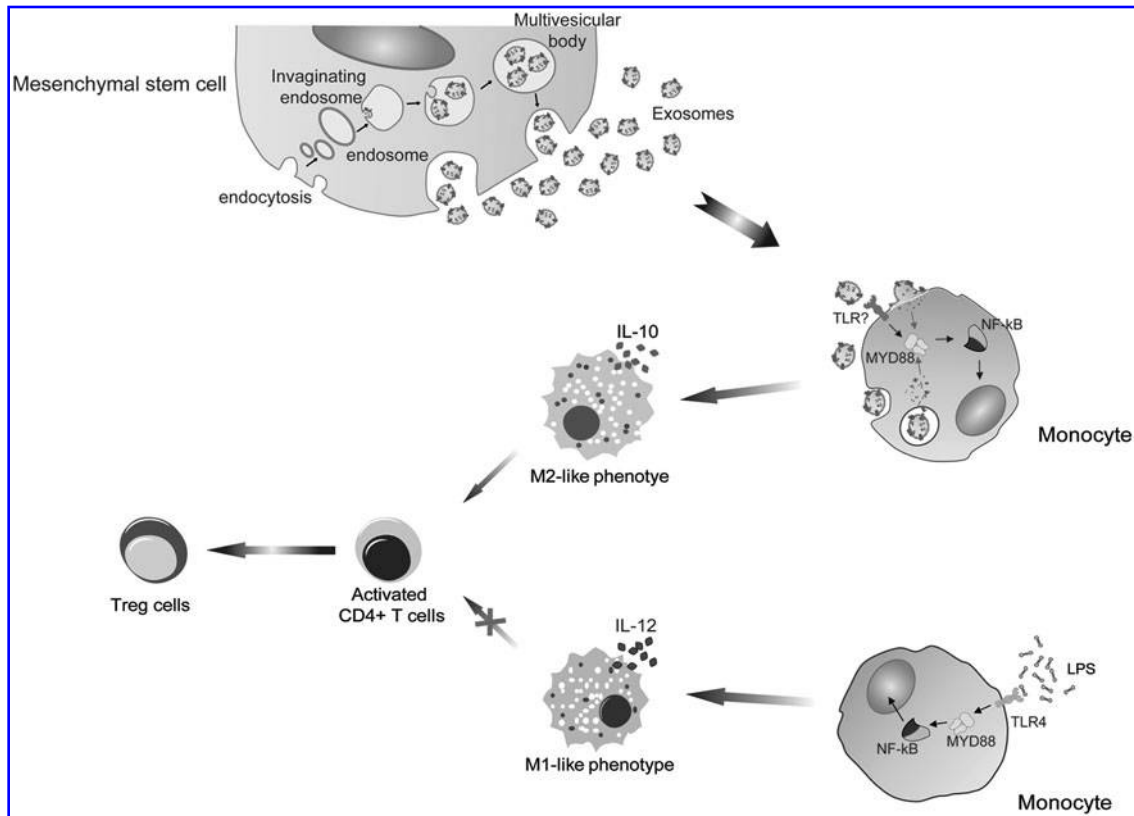 Multivesicular
body
Mesenchymal stem cell
Invaginating
endosome
Exosomes
endosome
endocytosis
TLR?
NF-kB
MYD88
IL-10
Monocyte
M2-like phenotye
Treg cells
Activated
CD4+ T cells
IL-12
LPS
TLR4
MYD88
NF-kB
M1-like phenotype
Monocyte